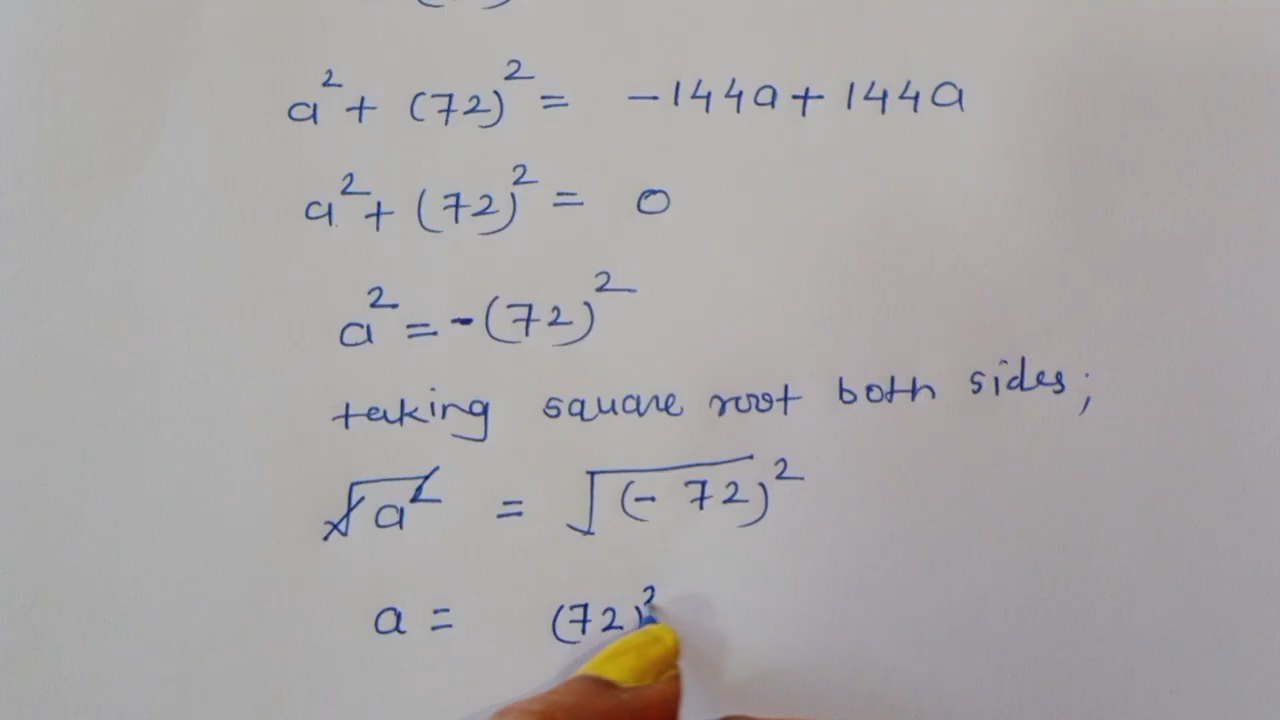 a² + (72)² = -144a + 144a
a² + (72)² = 0
a² = -(72)²
taking square root both sides;
√a² = √(-72)²
a = (72)²